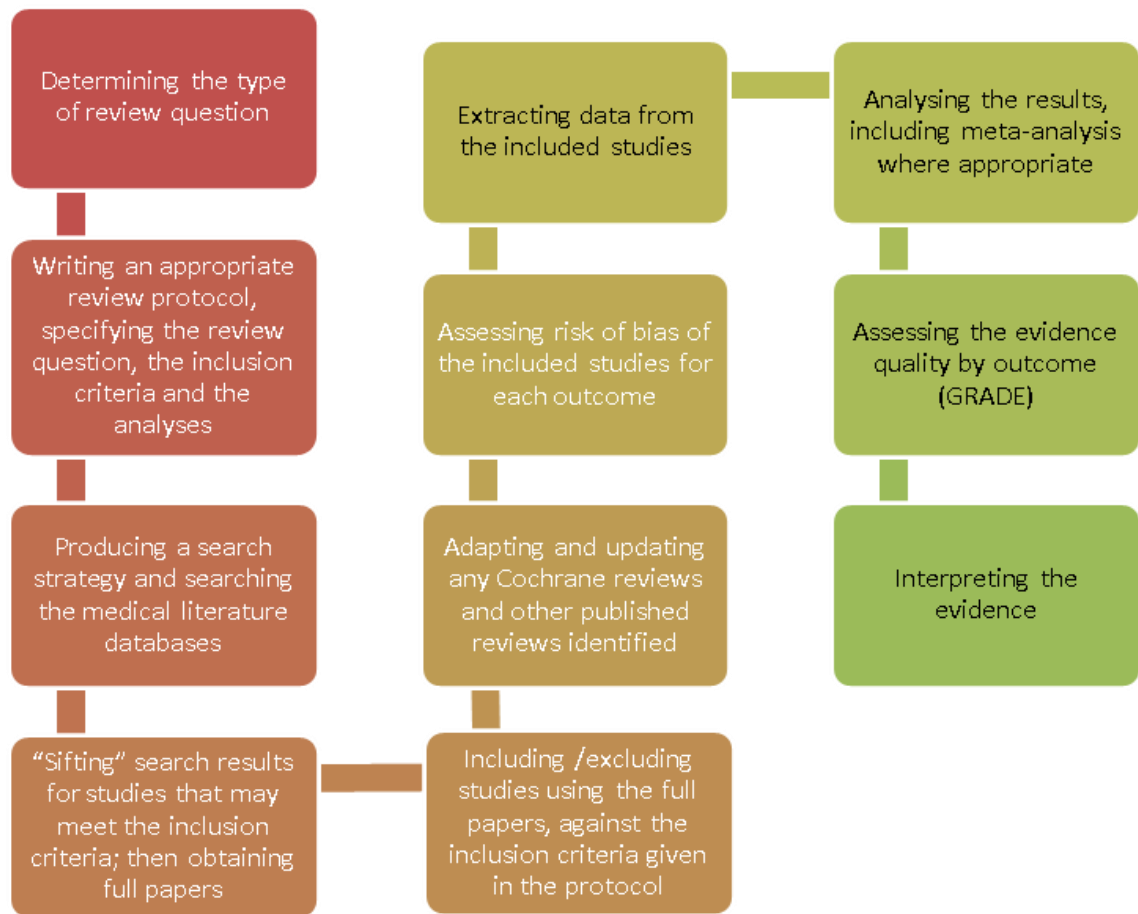 Determining the type
of review question
Writing an appropriate
review protocol,
specifying the review
question, the inclusion
criteria and the
analyses
Producing a search
strategy and searching
the medical literature
databases
“Sifting” search results
for studies that may
meet the inclusion
criteria; then obtaining
full papers
Including /excluding
studies using the full
papers, against the
inclusion criteria given
in the protocol
Adapting and updating
any Cochrane reviews
and other published
reviews identified
Assessing risk of bias of
the included studies for
each outcome
Extracting data from
the included studies
Analysing the results,
including meta-analysis
where appropriate
Assessing the evidence
quality by outcome
(GRADE)
Interpreting the
evidence